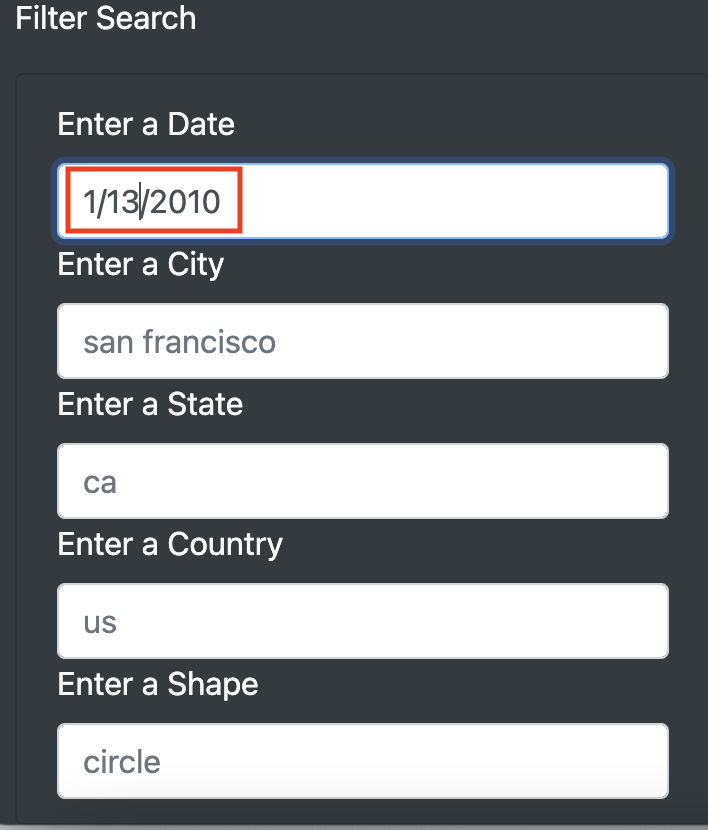 Filter Search
Enter a Date
1/13/2010
Enter a City
san francisco
Enter a State
ca
Enter a Country
us
Enter a Shape
circle